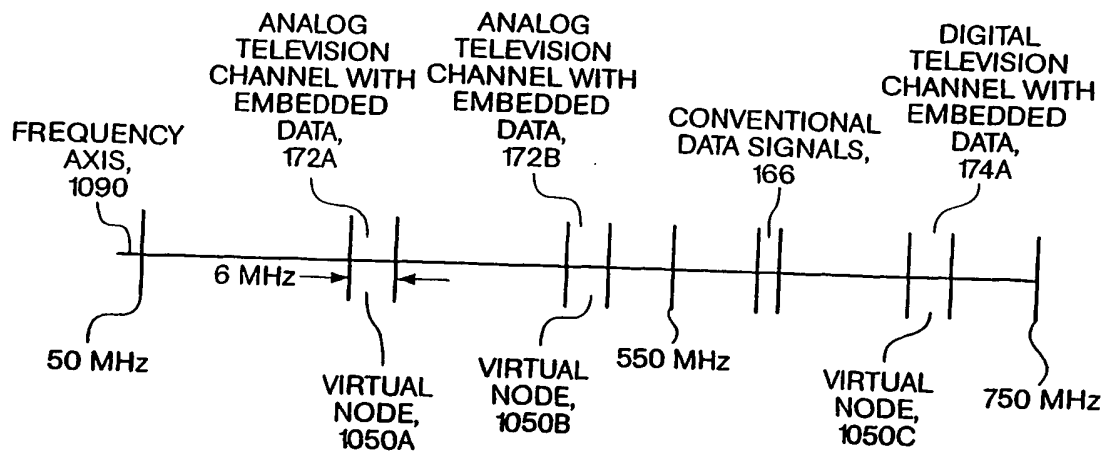 FREQUENCY
AXIS,
1090
ANALOG
TELEVISION
CHANNEL WITH
EMBEDDED
DATA,
172A
ANALOG
TELEVISION
CHANNEL WITH
EMBEDDED
DATA,
172B
CONVENTIONAL
DATA SIGNALS,
166
DIGITAL
TELEVISION
CHANNEL WITH
EMBEDDED
DATA,
174A
6 MHz
50 MHz
VIRTUAL
NODE,
1050A
VIRTUAL
NODE,
1050B
550 MHz
VIRTUAL
NODE,
1050C
750 MHz